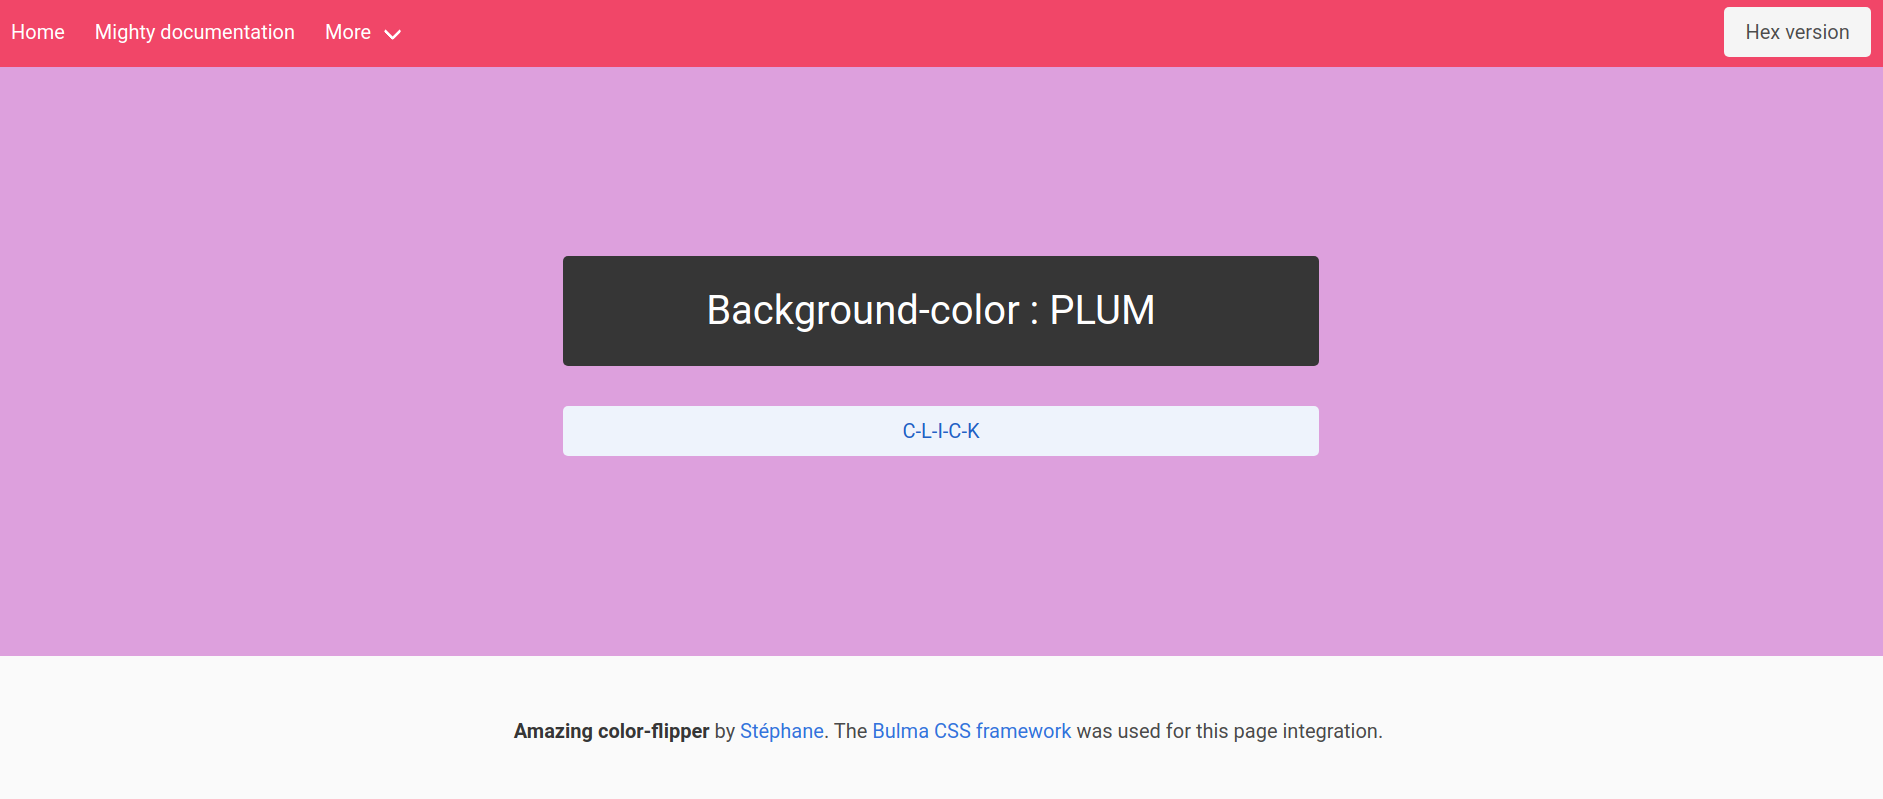 Home Mighty documentation More Hex version
Background-color : PLUM
C-L-I-C-K
Amazing color-flipper by Stéphane. The Bulma CSS framework was used for this page integration.